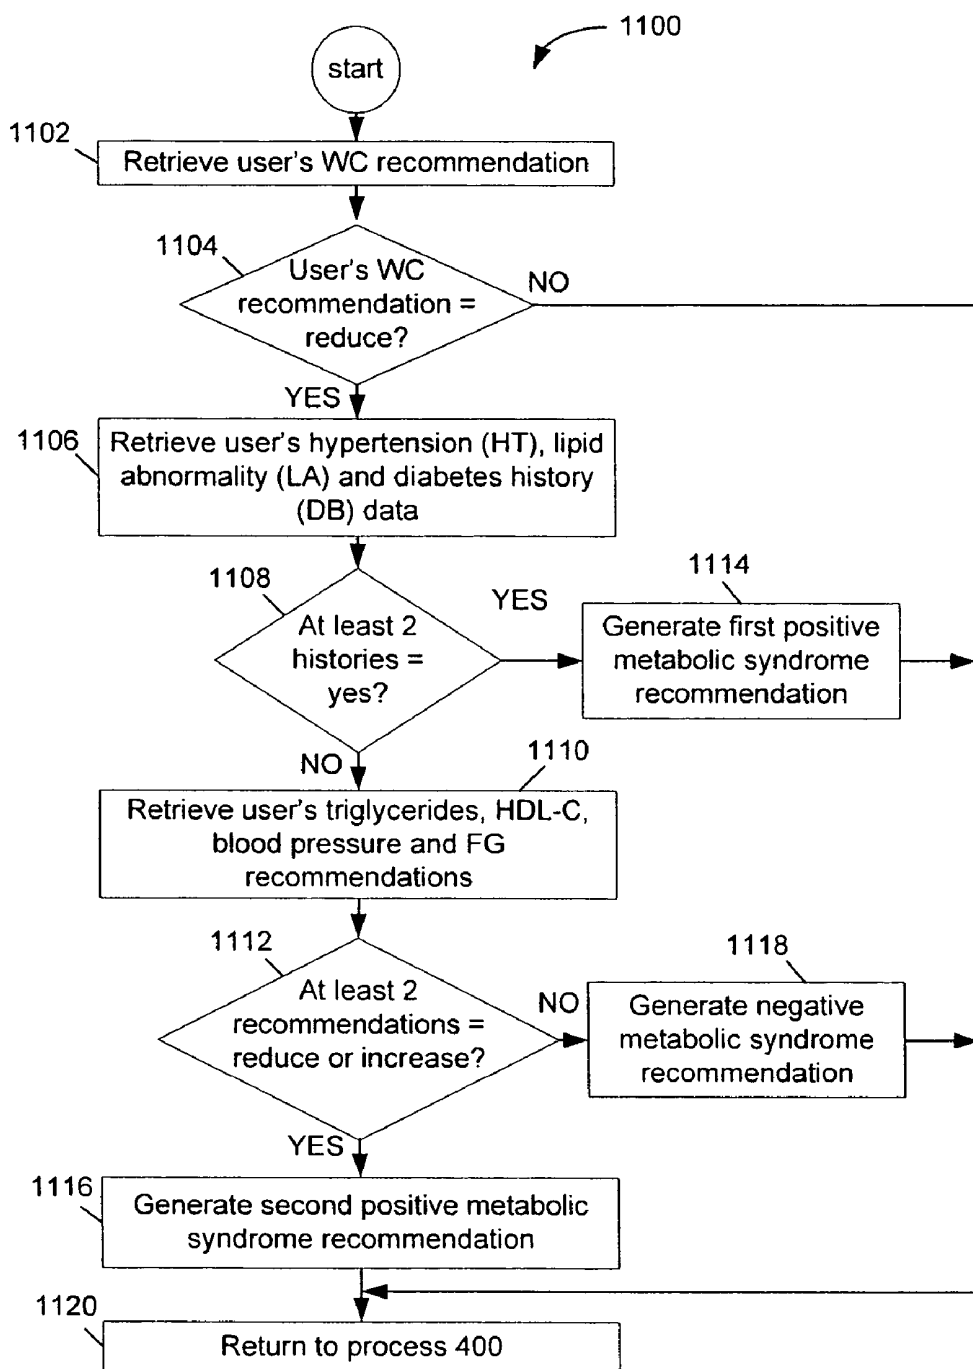 1100
start
1102
Retrieve user's WC recommendation
1104
User's WC
recommendation =
reduce?
NO
YES
1106
Retrieve user's hypertension (HT), lipid
abnormality (LA) and diabetes history
(DB) data
1108
At least 2
histories =
yes?
YES
1114
Generate first positive
metabolic syndrome
recommendation
NO
1110
Retrieve user's triglycerides, HDL-C,
blood pressure and FG
recommendations
1112
At least 2
recommendations =
reduce or increase?
NO
1118
Generate negative
metabolic syndrome
recommendation
YES
1116
Generate second positive metabolic
syndrome recommendation
1120
Return to process 400